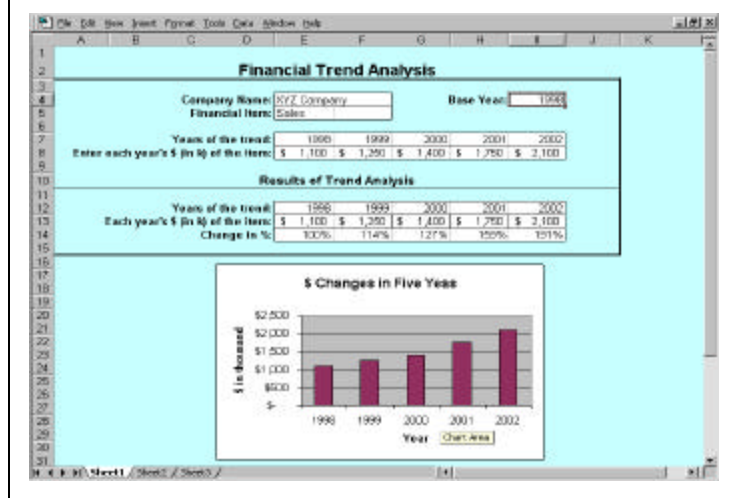 File Edit View Insert Format Tools Data Window Help
A B C D E F G H I J K
Financial Trend Analysis
Company Name: XYZ Company Base Year: 1998
Financial Item: Sales
Years of the trend: 1998 1999 2000 2001 2002
Enter each year's $ (in k) of the item: $ 1,100 $ 1,250 $ 1,400 $ 1,750 $ 2,100
Results of Trend Analysis
Years of the trend: 1998 1999 2000 2001 2002
Each year's $ (in k) of the item: $ 1,100 $ 1,250 $ 1,400 $ 1,750 $ 2,100
Change in %: 100% 114% 127% 159% 191%
$ Changes in Five Yeas
$2,500
$2,000
$1,500
$1,000
$500
$-
$ in thousand
1998 1999 2000 2001 2002
Year Chart Area
Sheet1 Sheet2 Sheet3